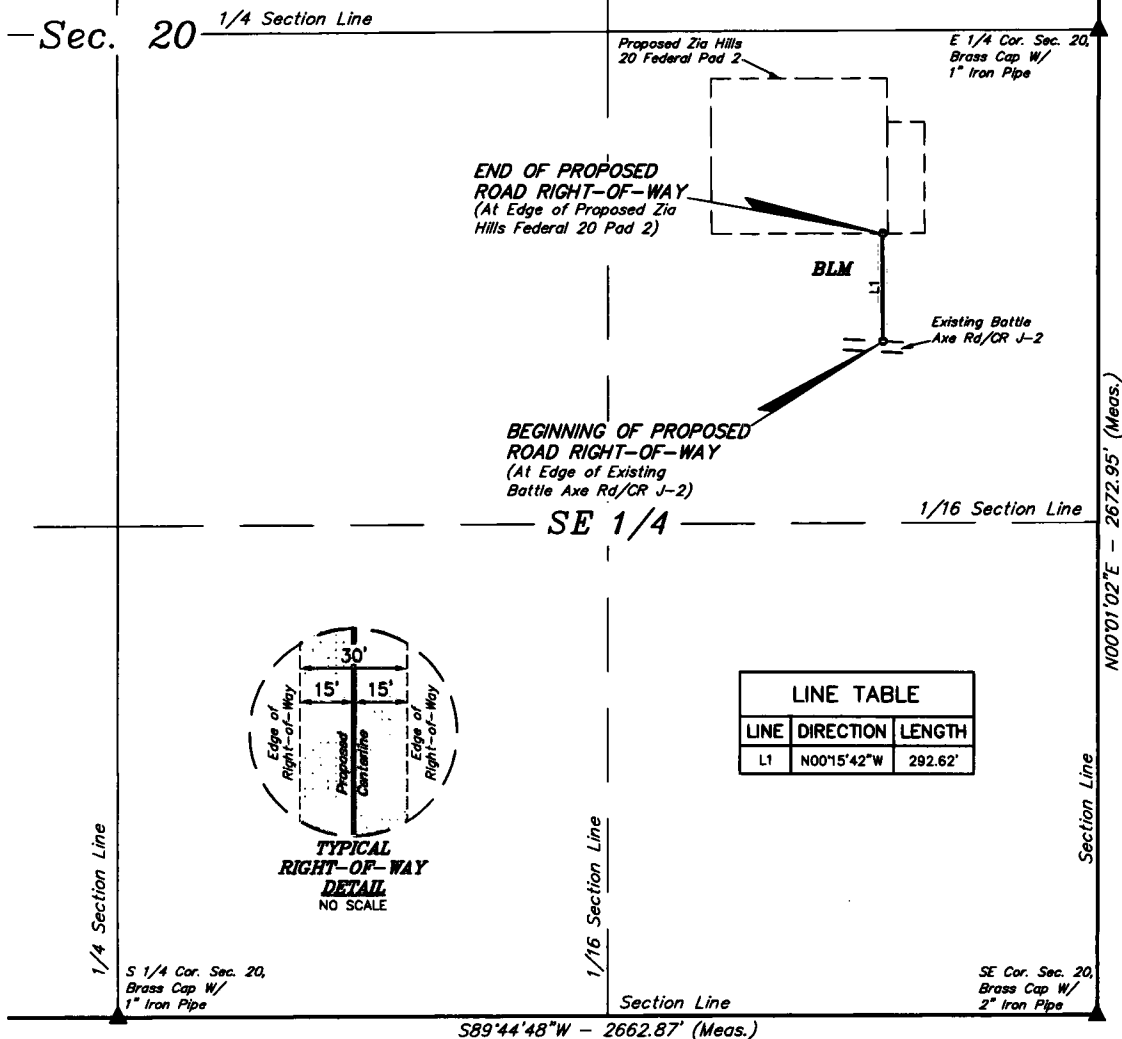 1/4 Section Line
Sec. 20
Proposed Zia Hills
20 Federal Pad 2
E 1/4 Cor. Sec. 20,
Brass Cap W/
1" Iron Pipe
END OF PROPOSED
ROAD RIGHT-OF-WAY
(At Edge of Proposed Zia
Hills Federal 20 Pad 2)
BLM
L1
Existing Battle
Axe Rd/CR J-2
BEGINNING OF PROPOSED
ROAD RIGHT-OF-WAY
(At Edge of Existing
Battle Axe Rd/CR J-2)
N00°01'02"E - 2672.95' (Meas.)
SE 1/4
1/16 Section Line
30'
15' 15'
Edge of
Right-of-Way
Proposed
Centerline
Edge of
Right-of-Way
TYPICAL
RIGHT-OF-WAY
DETAIL
NO SCALE
LINE TABLE
LINE DIRECTION LENGTH
L1 N00°15'42"W 292.62'
1/4 Section Line
1/16 Section Line
Section Line
S 1/4 Cor. Sec. 20,
Brass Cap W/
1" Iron Pipe
Section Line
SE Cor. Sec. 20,
Brass Cap W/
2" Iron Pipe
S89°44'48"W - 2662.87' (Meas.)